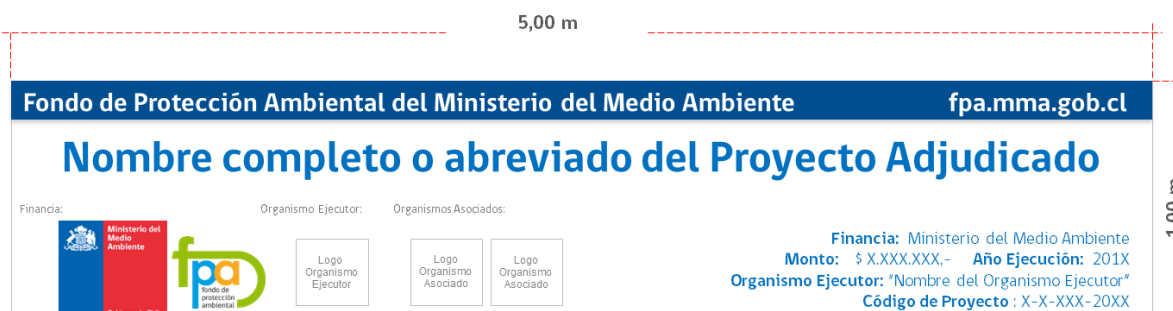 5,00 m
Fondo de Protección Ambiental del Ministerio del Medio Ambiente fpa.mma.gob.cl
Nombre completo o abreviado del Proyecto Adjudicado
1,00 m
Financia: Organismo Ejecutor: Organismos Asociados:
Ministerio del
Medio
Ambiente
fpa
fondo de
protección
ambiental
Logo
Organismo
Ejecutor
Logo
Organismo
Asociado
Logo
Organismo
Asociado
Financia: Ministerio del Medio Ambiente
Monto: $ X.XXX.XXX,- Año Ejecución: 201X
Organismo Ejecutor: "Nombre del Organismo Ejecutor"
Código de Proyecto : X-X-XXX-20XX